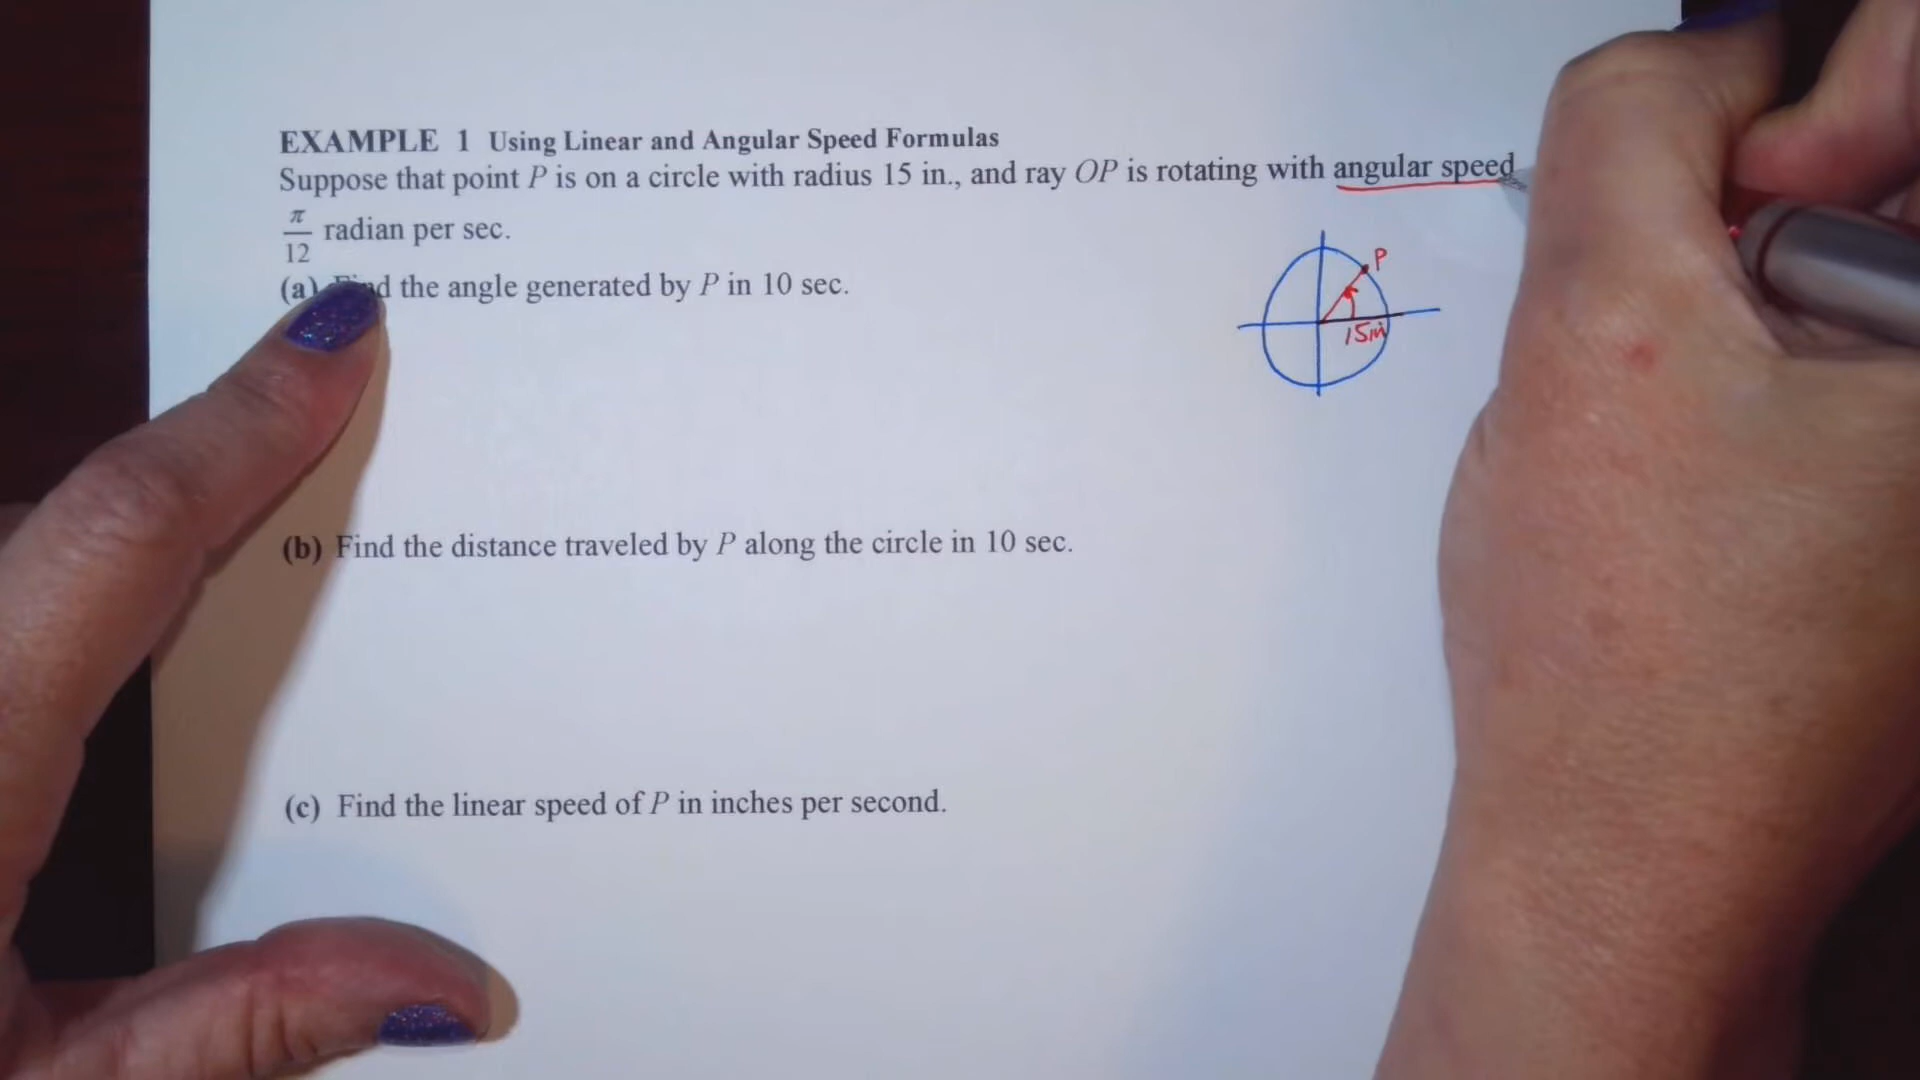 EXAMPLE 1 Using Linear and Angular Speed Formulas
Suppose that point P is on a circle with radius 15 in., and ray OP is rotating with angular speed
π/12 radian per sec.
(a) Find the angle generated by P in 10 sec.
P
15in
(b) Find the distance traveled by P along the circle in 10 sec.
(c) Find the linear speed of P in inches per second.